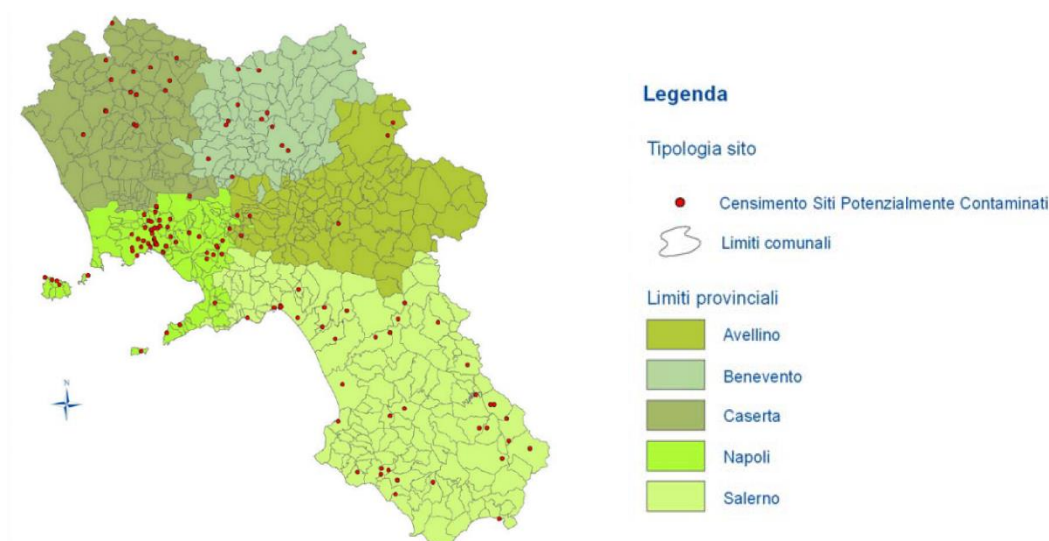 Legenda
Tipologia sito
Censimento Siti Potenzialmente Contaminati
Limiti comunali
Limiti provinciali
Avellino
Benevento
Caserta
Napoli
Salerno
N